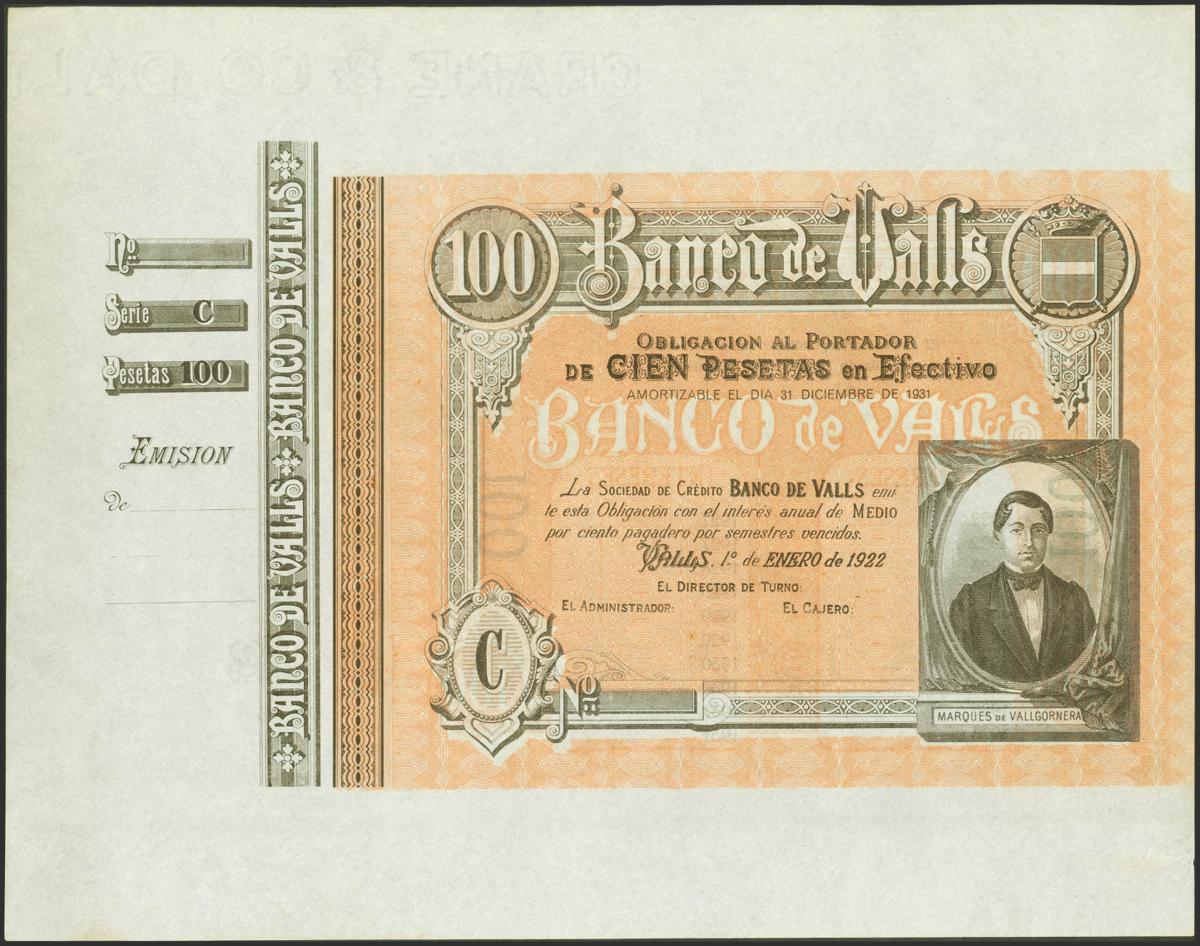 CRANE & CO DAL
Nº.
Serie C
Pesetas 100
EMISION
de
BANCO DE VALLS BANCO DE VALLS
100
Banco de Valls
OBLIGACION AL PORTADOR
DE CIEN PESETAS en Efectivo
AMORTIZABLE EL DIA 31 DICIEMBRE DE 1931
BANCO de VALLS
La SOCIEDAD DE CRÉDITO BANCO DE VALLS emi-
te esta Obligación con el interés anual de MEDIO
por ciento pagadero por semestres vencidos.
VALLS, 1º. de ENERO de 1922
EL DIRECTOR DE TURNO:
EL ADMINISTRADOR: EL CAJERO:
C
Nº
MARQUES DE VALLGORNERA